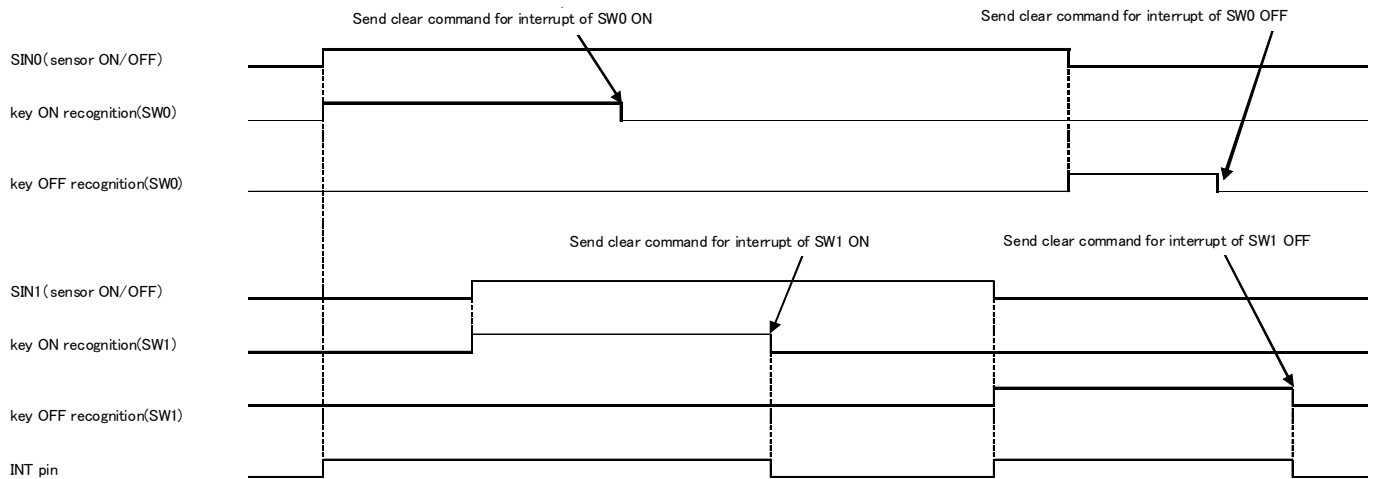 Send clear command for interrupt of SW0 ON
Send clear command for interrupt of SW0 OFF
SIN0(sensor ON/OFF)
key ON recognition(SW0)
key OFF recognition(SW0)
Send clear command for interrupt of SW1 ON
Send clear command for interrupt of SW1 OFF
SIN1(sensor ON/OFF)
key ON recognition(SW1)
key OFF recognition(SW1)
INT pin